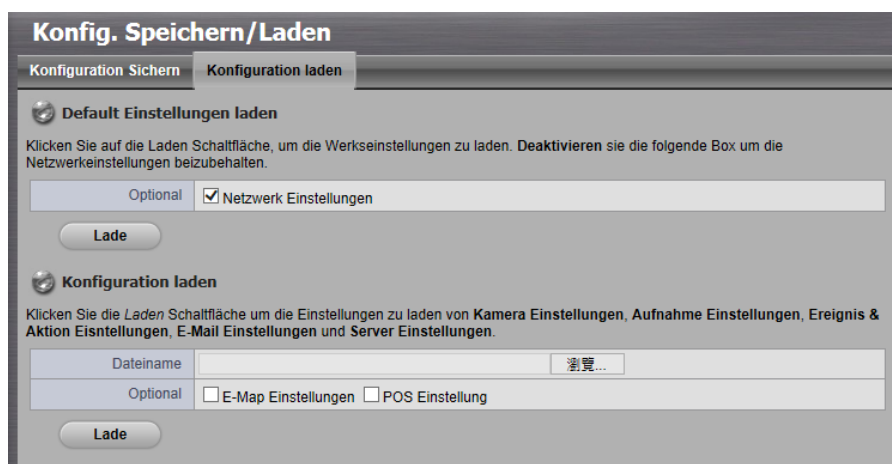 Konfig. Speichern/Laden
Konfiguration Sichern Konfiguration laden
Default Einstellungen laden
Klicken Sie auf die Laden Schaltfläche, um die Werkseinstellungen zu laden. Deaktivieren sie die folgende Box um die
Netzwerkeinstellungen beizubehalten.
Optional Netzwerk Einstellungen
Lade
Konfiguration laden
Klicken Sie die Laden Schaltfläche um die Einstellungen zu laden von Kamera Einstellungen, Aufnahme Einstellungen, Ereignis &
Aktion Eisntellungen, E-Mail Einstellungen und Server Einstellungen.
Dateiname 瀏覽...
Optional E-Map Einstellungen POS Einstellung
Lade